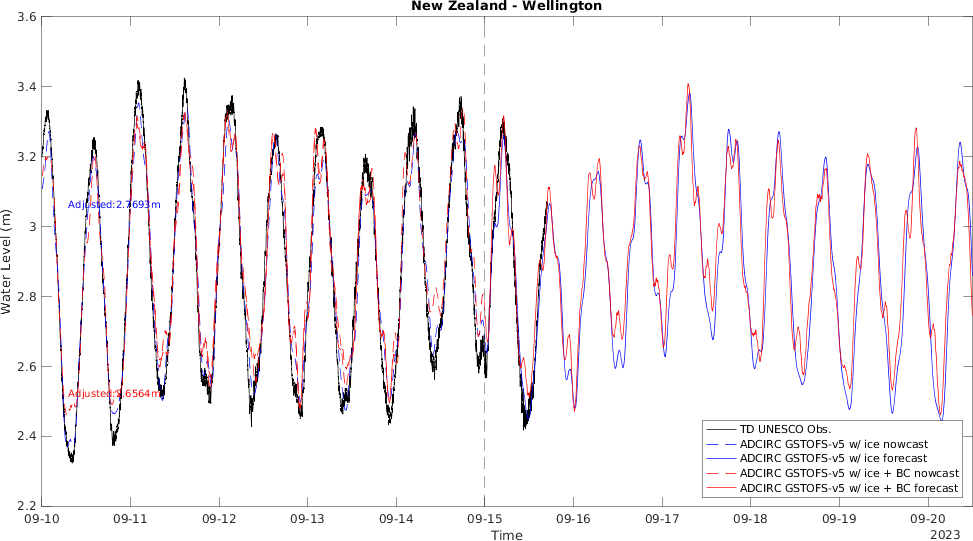 New Zealand - Wellington
3.6
3.4
3.2
3
2.8
2.6
2.4
2.2
Water Level (m)
Adjusted:2.7693m
Adjusted:2.6564m
TD UNESCO Obs.
ADCIRC GSTOFS-v5 w/ ice nowcast
ADCIRC GSTOFS-v5 w/ ice forecast
ADCIRC GSTOFS-v5 w/ ice + BC nowcast
ADCIRC GSTOFS-v5 w/ ice + BC forecast
09-10 09-11 09-12 09-13 09-14 09-15 09-16 09-17 09-18 09-19 09-20
Time
2023